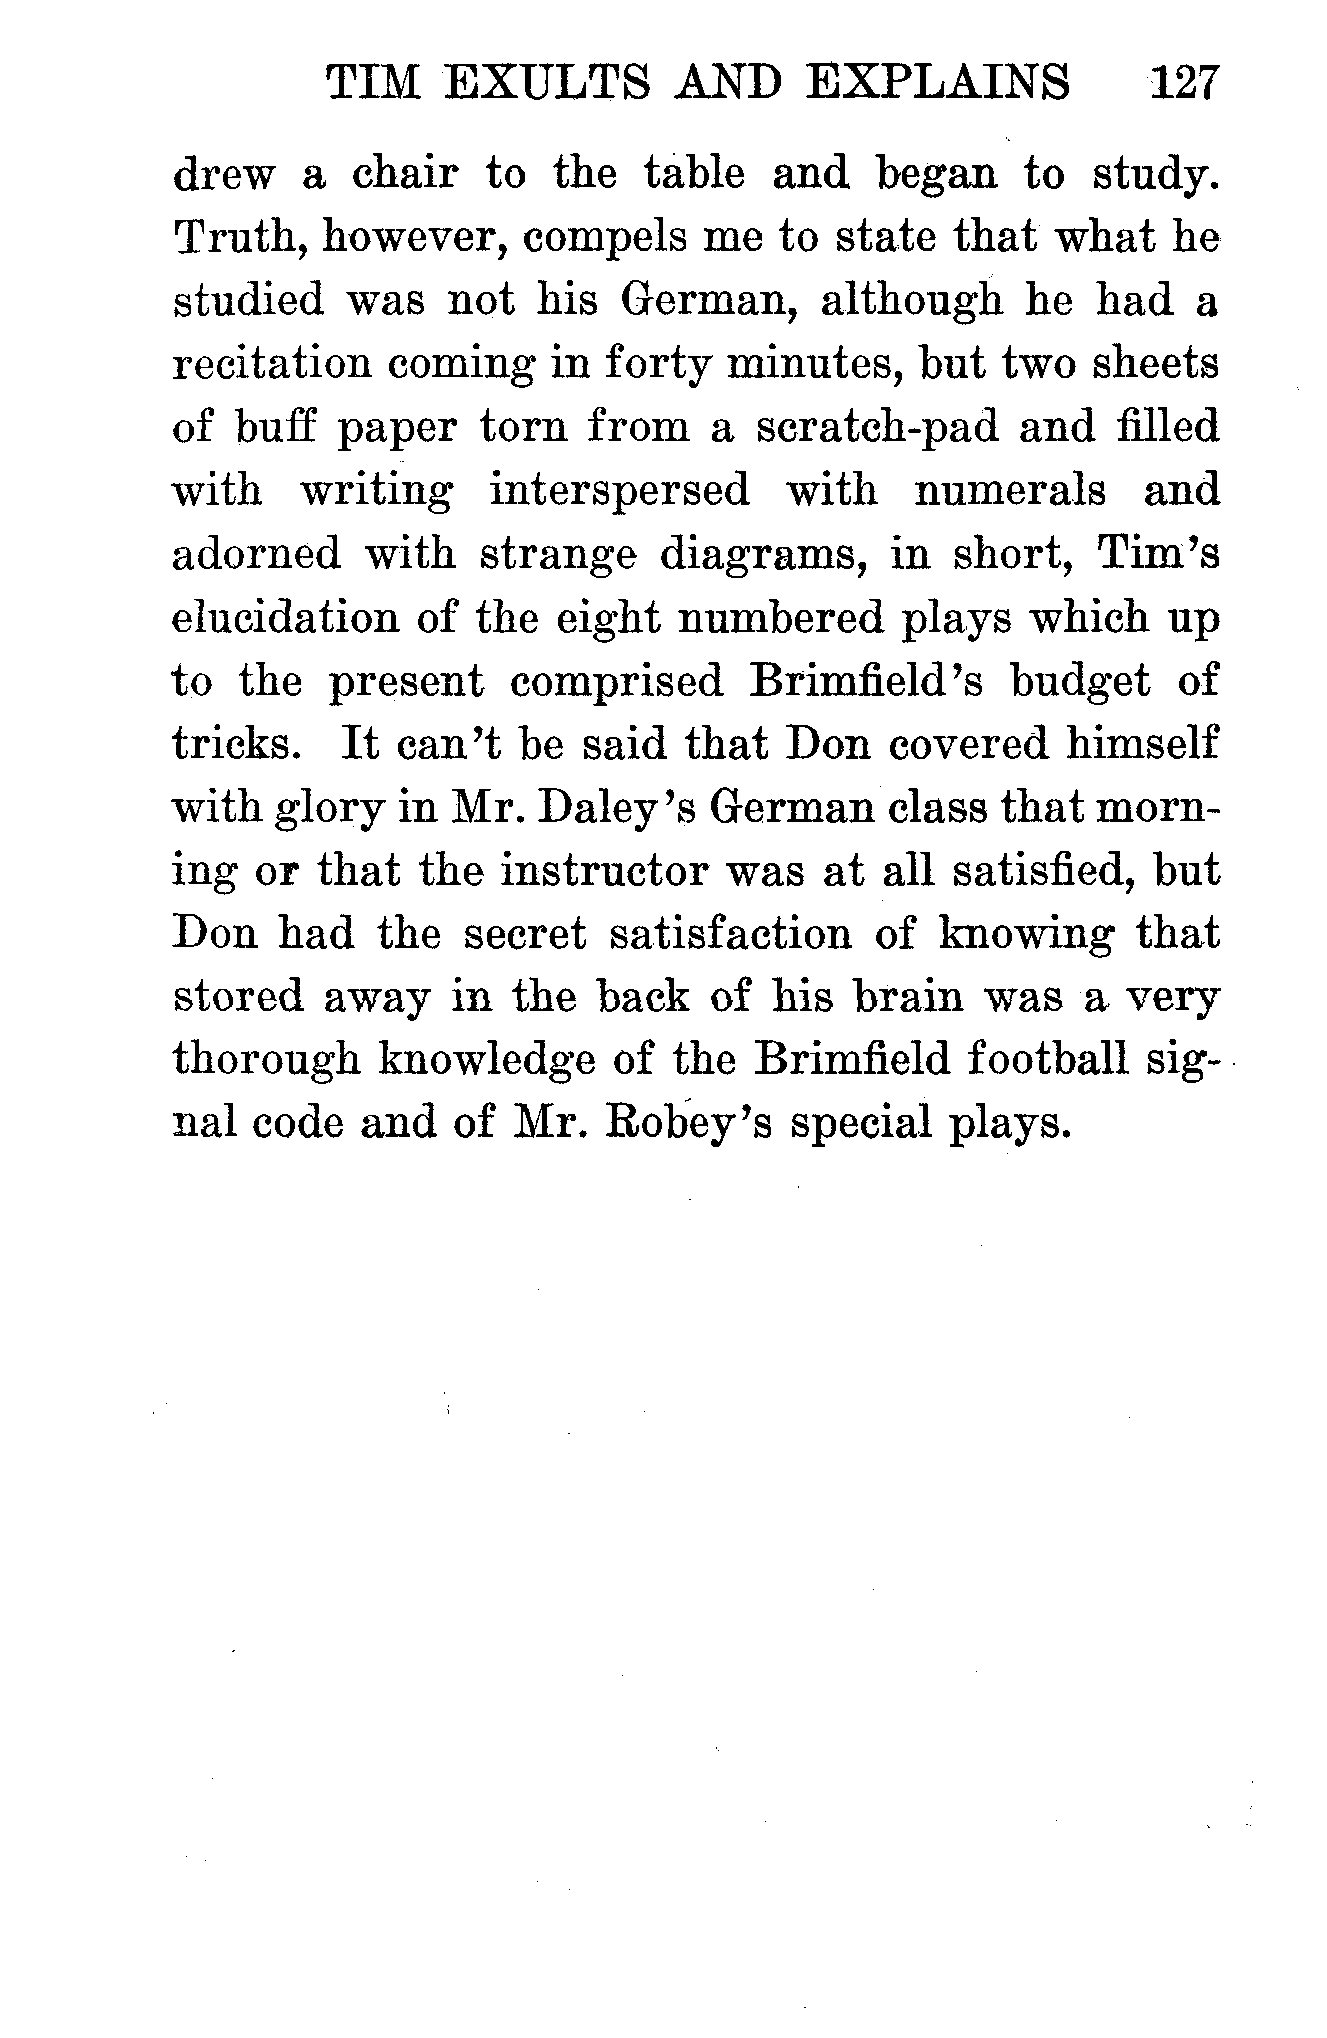 TIM EXULTS AND EXPLAINS 127
drew a chair to the table and began to study.
Truth, however, compels me to state that what he
studied was not his German, although he had a
recitation coming in forty minutes, but two sheets
of buff paper torn from a scratch-pad and filled
with writing interspersed with numerals and
adorned with strange diagrams, in short, Tim's
elucidation of the eight numbered plays which up
to the present comprised Brimfield's budget of
tricks. It can't be said that Don covered himself
with glory in Mr. Daley's German class that morn-
ing or that the instructor was at all satisfied, but
Don had the secret satisfaction of knowing that
stored away in the back of his brain was a very
thorough knowledge of the Brimfield football sig-
nal code and of Mr. Robey's special plays.